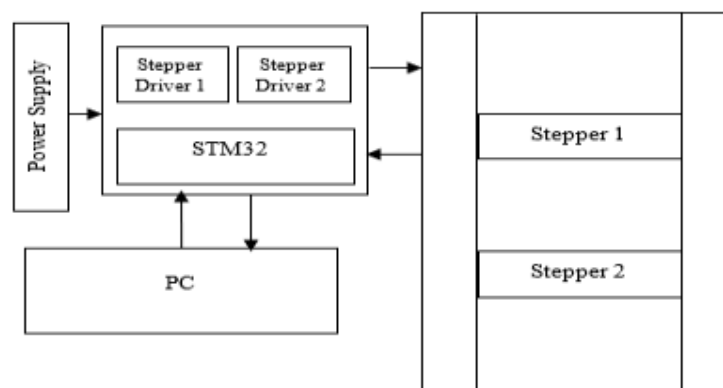 Power Supply
Stepper
Driver 1
Stepper
Driver 2
STM32
PC
Stepper 1
Stepper 2